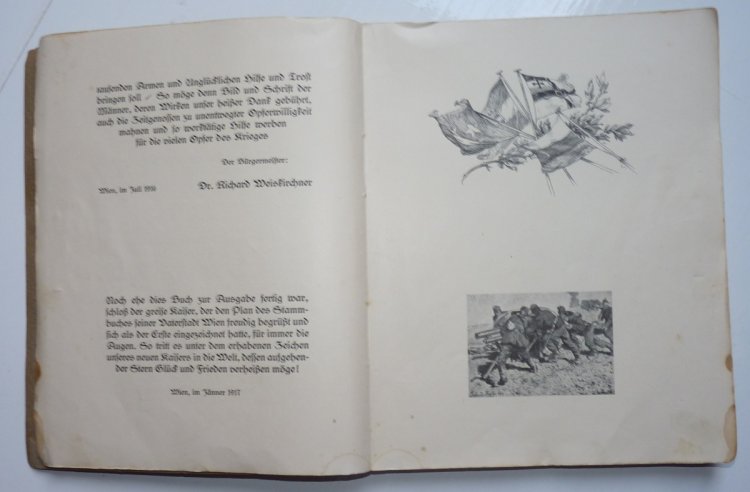 tausenden Armen und Unglücklichen Hilfe und Trost
bringen soll — So möge denn Bild und Schrift der
Männer, deren Wirken unser heißer Dank gebührt,
auch die Zeitgenossen zu unentwegter Opferwilligkeit
mahnen und so werktätige Hilfe werben
für die vielen Opfer des Krieges
Der Bürgermeister:
Wien, im Juli 1916
Dr. Richard Weiskirchner
Noch ehe dies Buch zur Ausgabe fertig war,
schloß der greise Kaiser, der den Plan des Stamm-
buches seiner Vaterstadt Wien freudig begrüßt und
sich als der Erste eingezeichnet hatte, für immer die
Augen. So tritt es unter dem erhabenen Zeichen
unseres neuen Kaisers in die Welt, dessen aufgehen-
der Stern Glück und Frieden verheißen möge!
Wien, im Jänner 1917